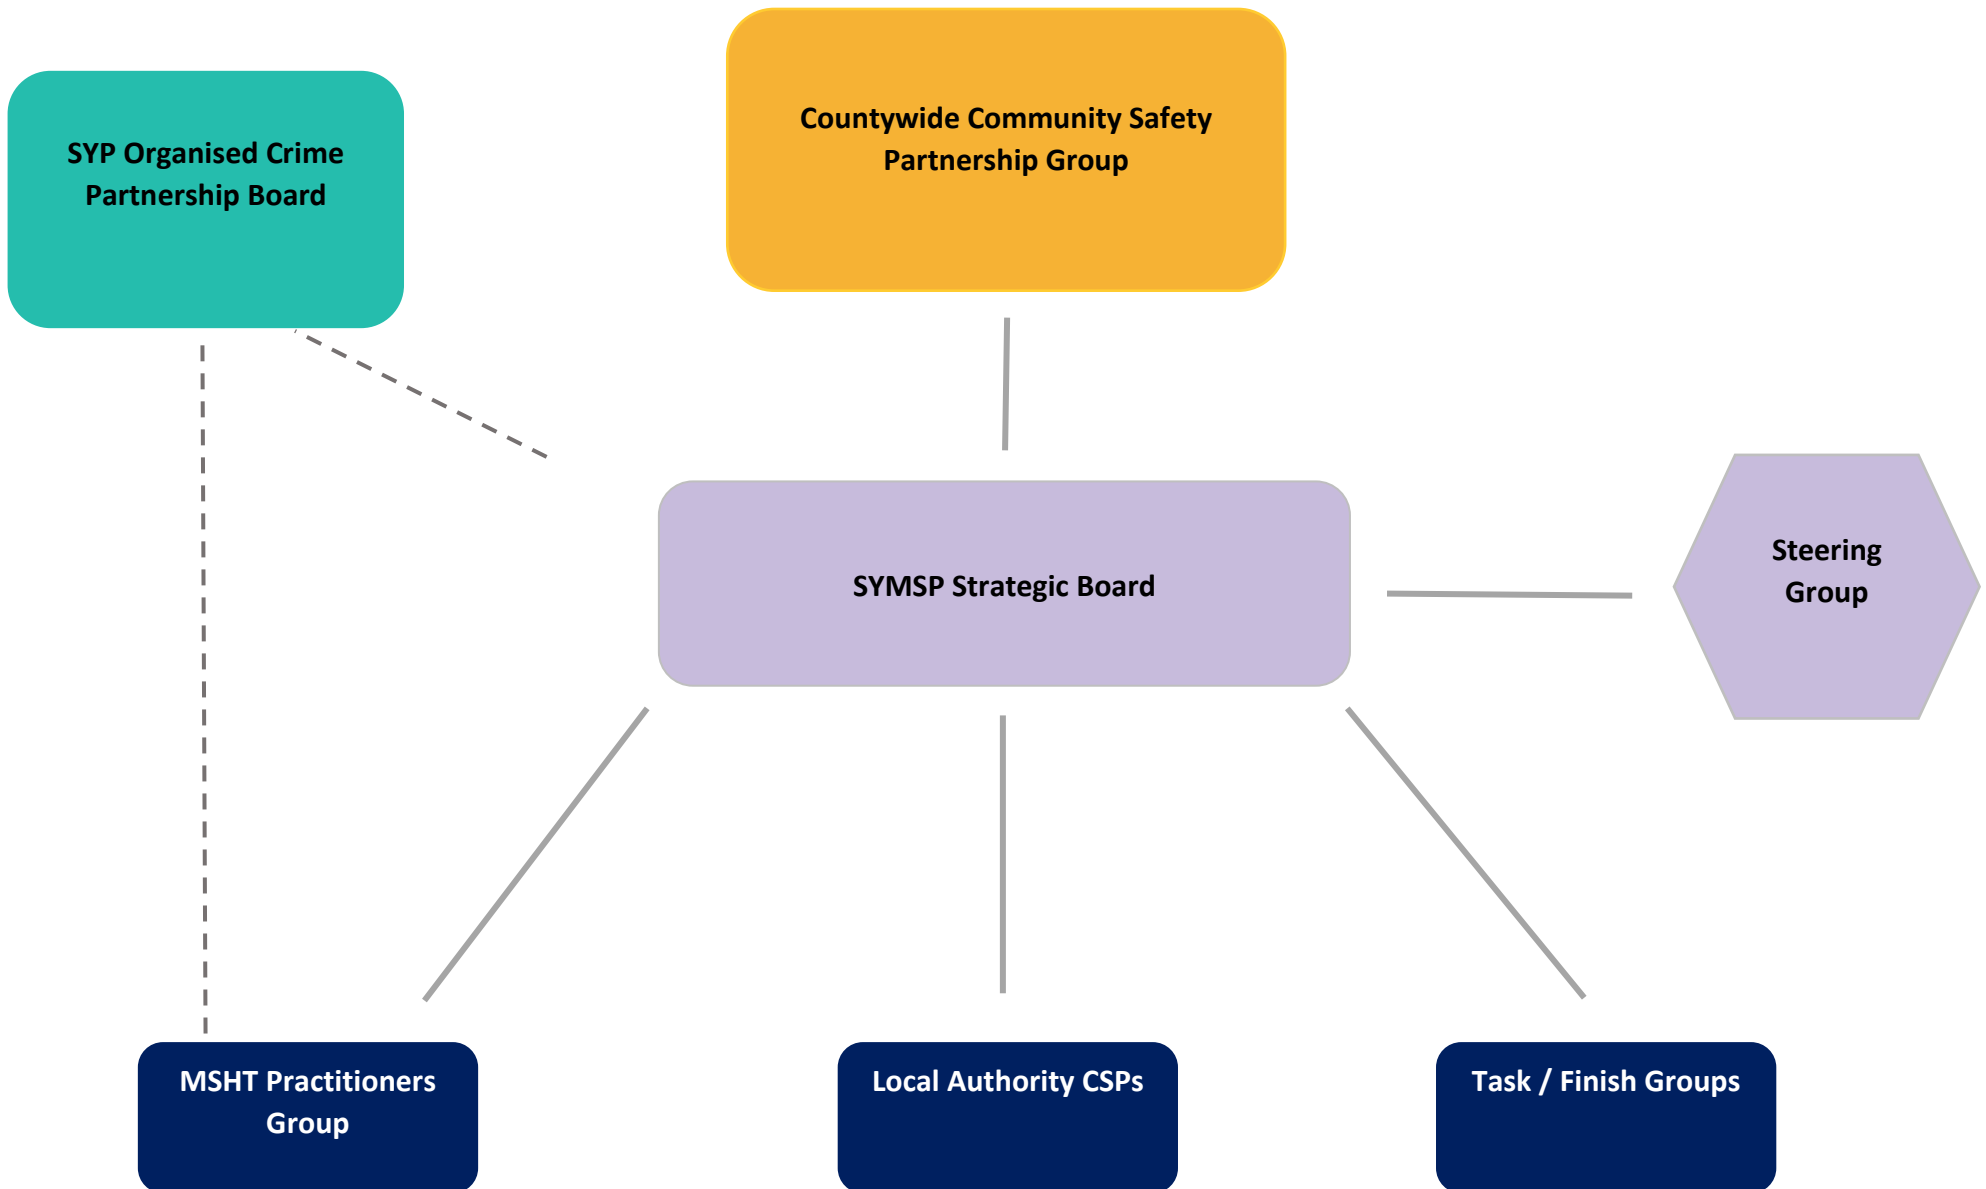 SYP Organised Crime
Partnership Board
Countywide Community Safety
Partnership Group
SYMSP Strategic Board
Steering
Group
MSHT Practitioners
Group
Local Authority CSPs
Task / Finish Groups